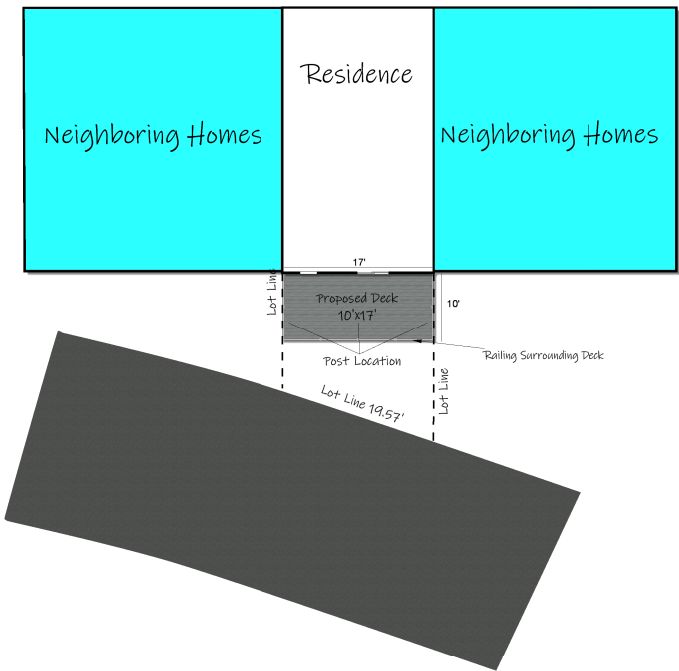 Residence
Neighboring Homes
Neighboring Homes
17'
Lot Line
Proposed Deck
10'x17'
10'
Post Location
Railing Surrounding Deck
Lot Line 19.57'
Lot Line